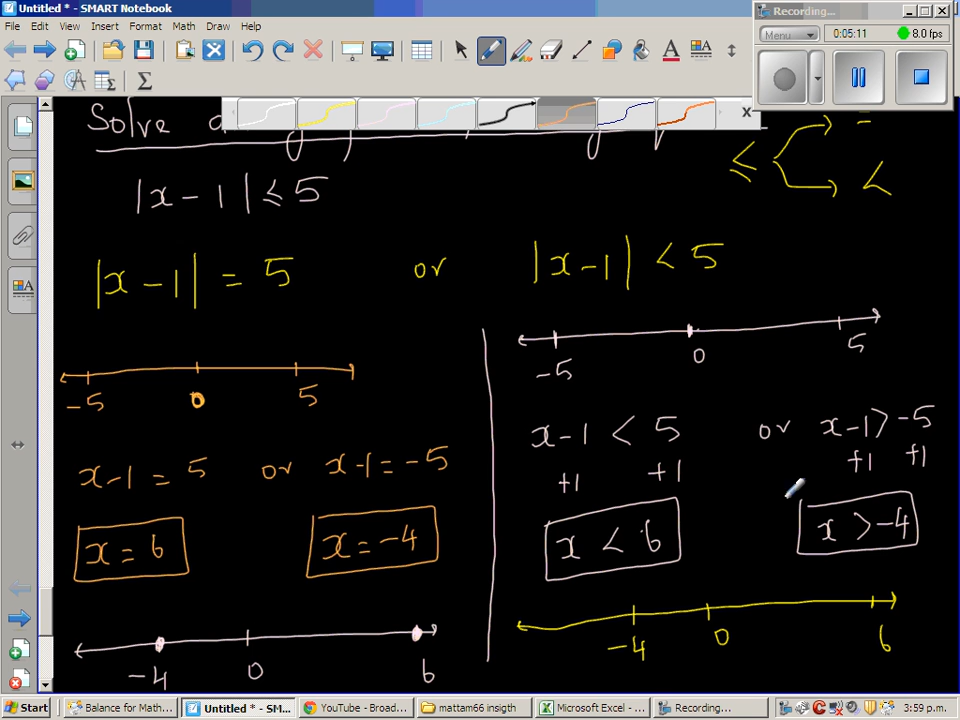 Untitled * - SMART Notebook
Recording...
File Edit View Insert Format Tools Math Draw Help
Menu 0:05:11 8.0 fps
Solve
≤ =
<
|x - 1| ≤ 5
|x - 1| = 5 or |x - 1| < 5
-5 0 5
-5 0 5
x - 1 = 5 or x - 1 = -5
x = 6 x = -4
-4 0 6
x - 1 < 5 or x - 1 > -5
+1 +1 +1 +1
x < 6 x > -4
-4 0 6
Start Balance for Math... Untitled * - SM... YouTube - Broad... mattam66 insigth Microsoft Excel - ... Recording... 3:59 p.m.